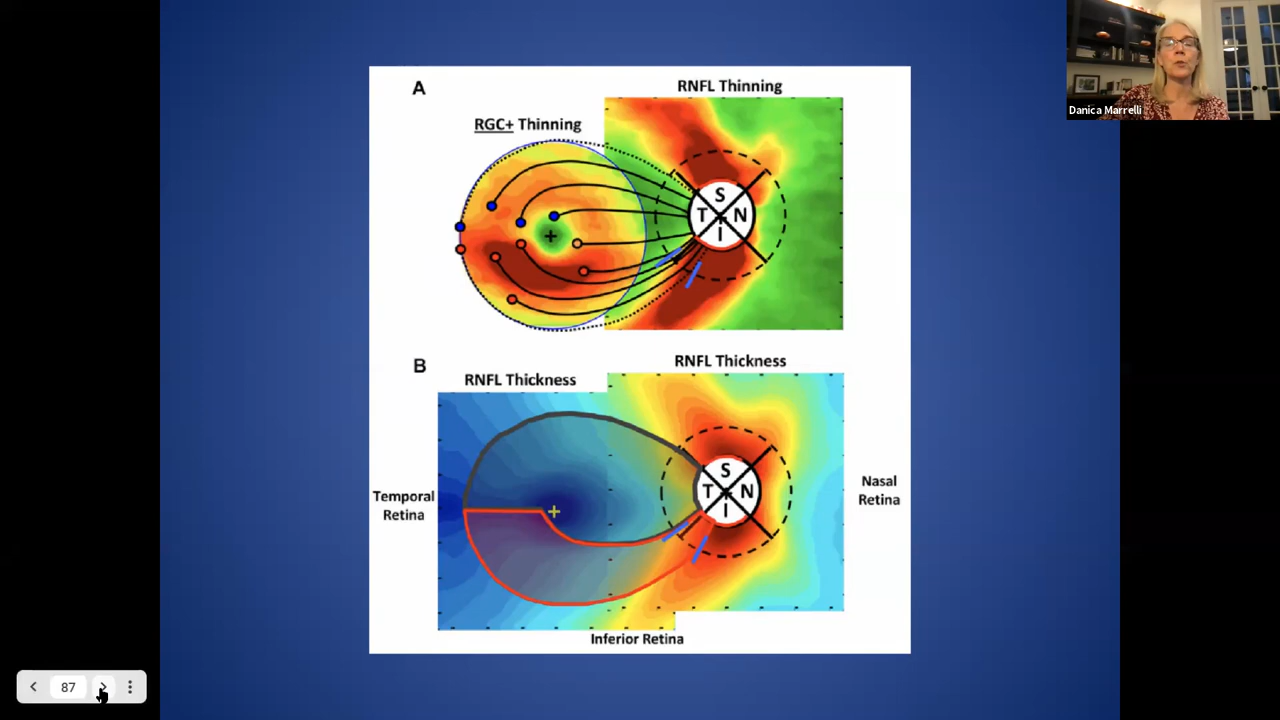 Danica Marrelli
A
RNFL Thinning
RGC+ Thinning
S
T N
I
B
RNFL Thickness
RNFL Thickness
S
T N
I
Temporal
Retina
Nasal
Retina
Inferior Retina
87